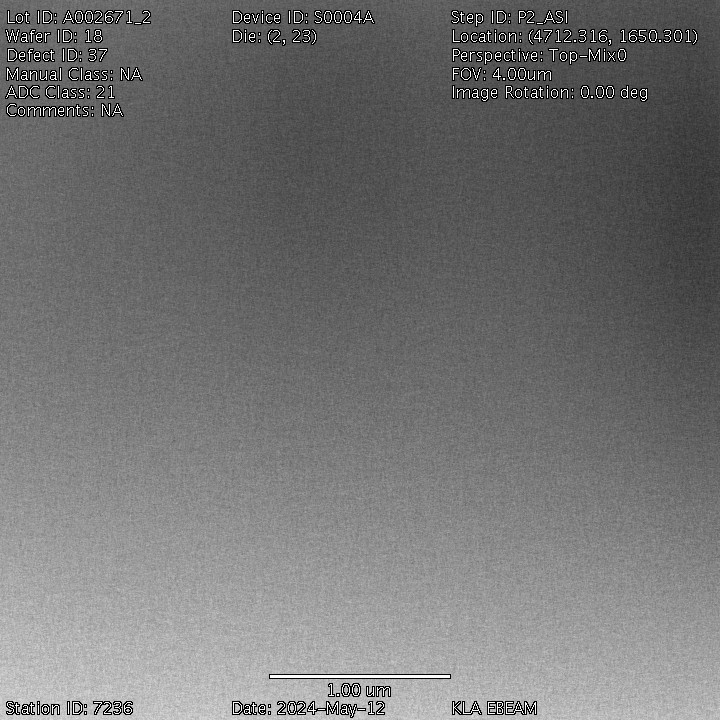 Lot ID: A002671_2 Device ID: S0004A Step ID: P2_ASI
Wafer ID: 18 Die: (2, 23) Location: (4712.316, 1650.301)
Defect ID: 37 Perspective: Top-Mix0
Manual Class: NA FOV: 4.00um
ADC Class: 21 Image Rotation: 0.00 deg
Comments: NA
1.00 um
Station ID: 7236 Date: 2024-May-12 KLA EBEAM